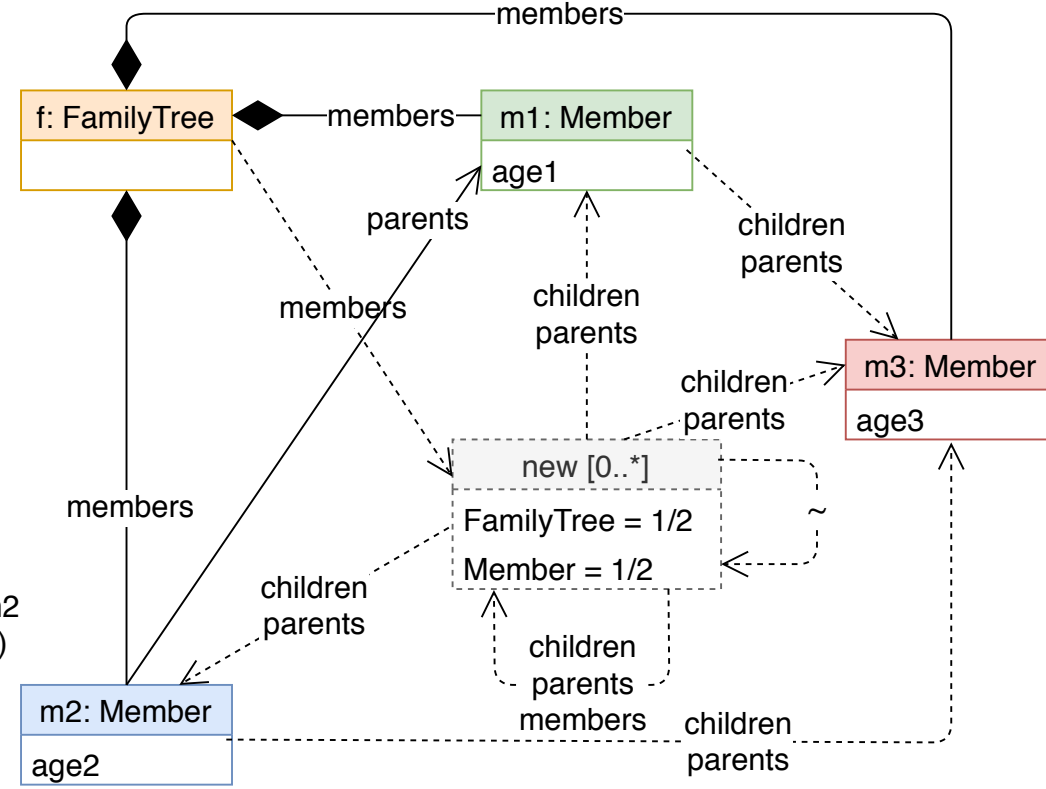 members
f: FamilyTree
members
m1: Member
age1
parents
children
parents
members
children
parents
m3: Member
age3
children
parents
new [0..*]
FamilyTree = 1/2
Member = 1/2
~
members
children
parents
children
parents
members
m2: Member
age2
children
parents
)